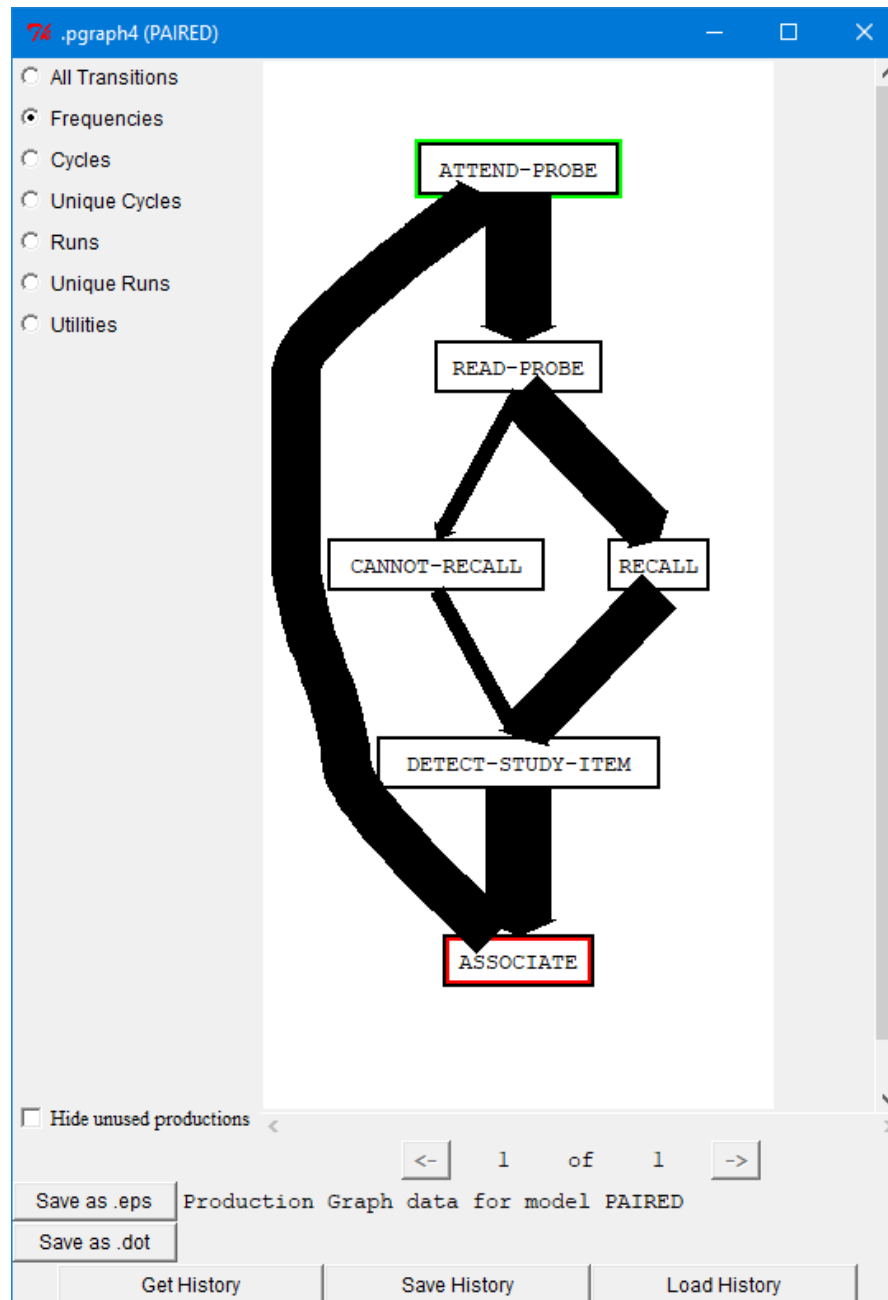 .pgraph4 (PAIRED)
All Transitions
Frequencies
Cycles
Unique Cycles
Runs
Unique Runs
Utilities
ATTEND-PROBE
READ-PROBE
CANNOT-RECALL
RECALL
DETECT-STUDY-ITEM
ASSOCIATE
Hide unused productions
<- 1 of 1 ->
Save as .eps Production Graph data for model PAIRED
Save as .dot
Get History Save History Load History